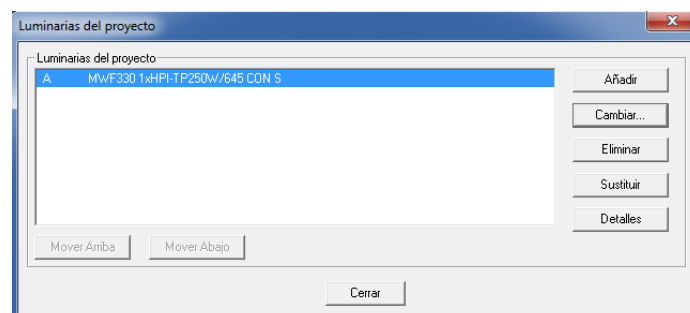 Luminarias del proyecto
x
Luminarias del proyecto
A MWF330 1xHPI-TP250W/645 CON S
Añadir
Cambiar...
Eliminar
Sustituir
Detalles
Mover Arriba Mover Abajo
Cerrar